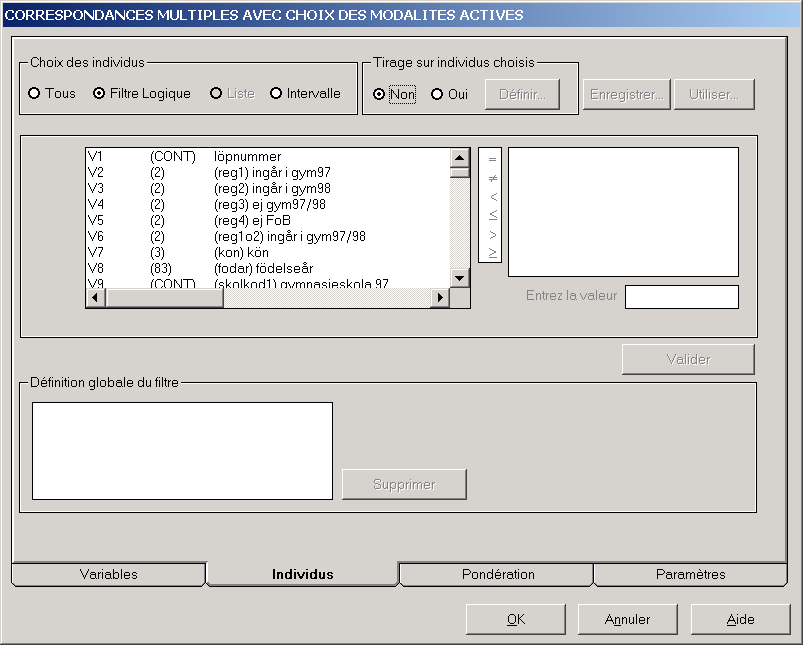 CORRESPONDANCES MULTIPLES AVEC CHOIX DES MODALITES ACTIVES
Choix des individus
Tirage sur individus choisis
Tous Filtre Logique Liste Intervalle
Non Oui Définir... Enregistrer... Utiliser...
V1 (CONT) löpnummer
V2 (2) (reg1) ingår i gym97
V3 (2) (reg2) ingår i gym98
V4 (2) (reg3) ej gym97/98
V5 (2) (reg4) ej FoB
V6 (2) (reg1o2) ingår i gym97/98
V7 (3) (kon) kön
V8 (83) (fodar) födelseår
V9 (CONT) (skolkod1) gymnasieskola 97
=
≠
<
≤
>
≥
Entrez la valeur
Valider
Définition globale du filtre
Supprimer
Variables Individus Pondération Paramètres
OK Annuler Aide